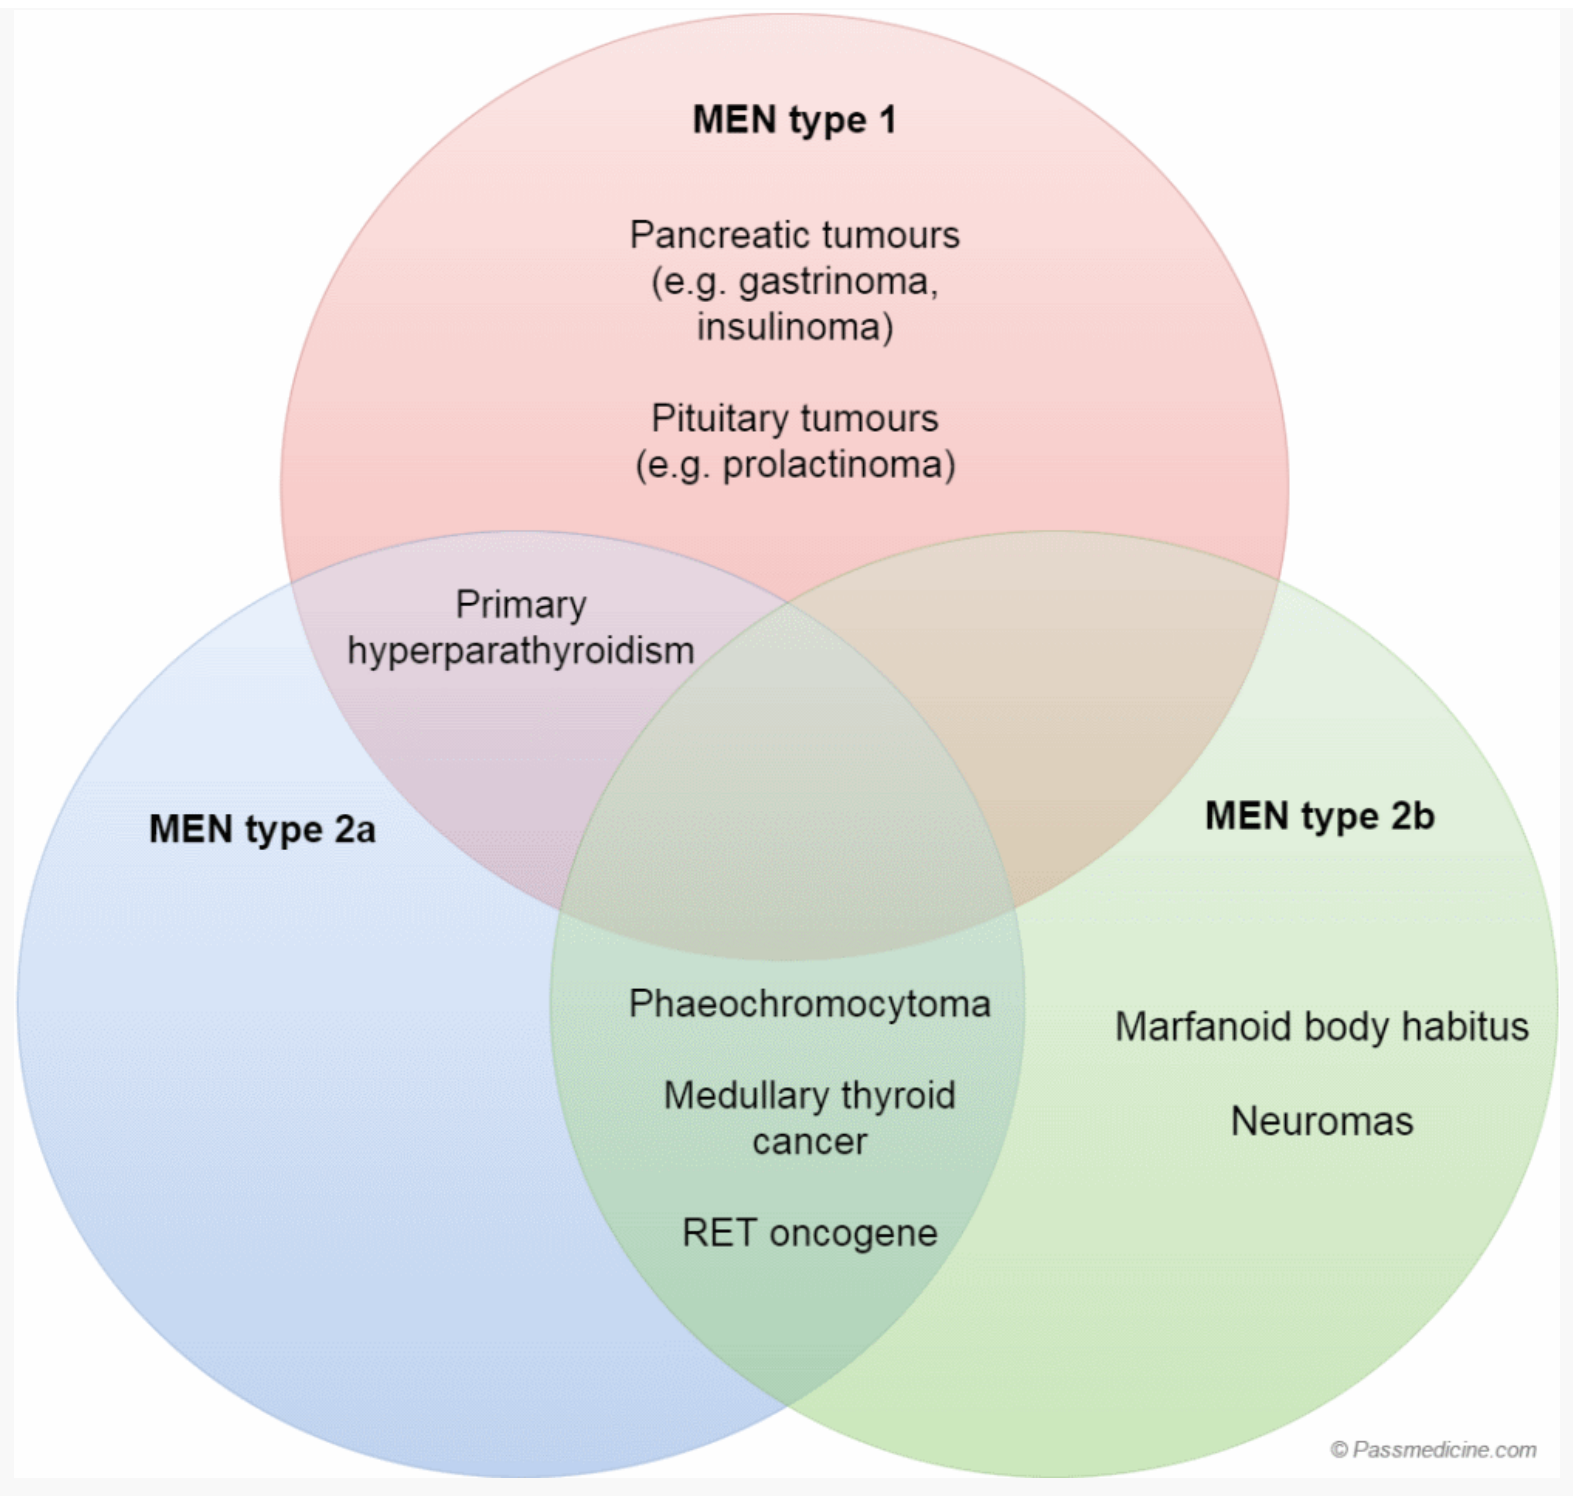 MEN type 1
Pancreatic tumours
(e.g. gastrinoma,
insulinoma)
Pituitary tumours
(e.g. prolactinoma)
Primary
hyperparathyroidism
MEN type 2a
MEN type 2b
Phaeochromocytoma
Medullary thyroid
cancer
RET oncogene
Marfanoid body habitus
Neuromas
© Passmedicine.com